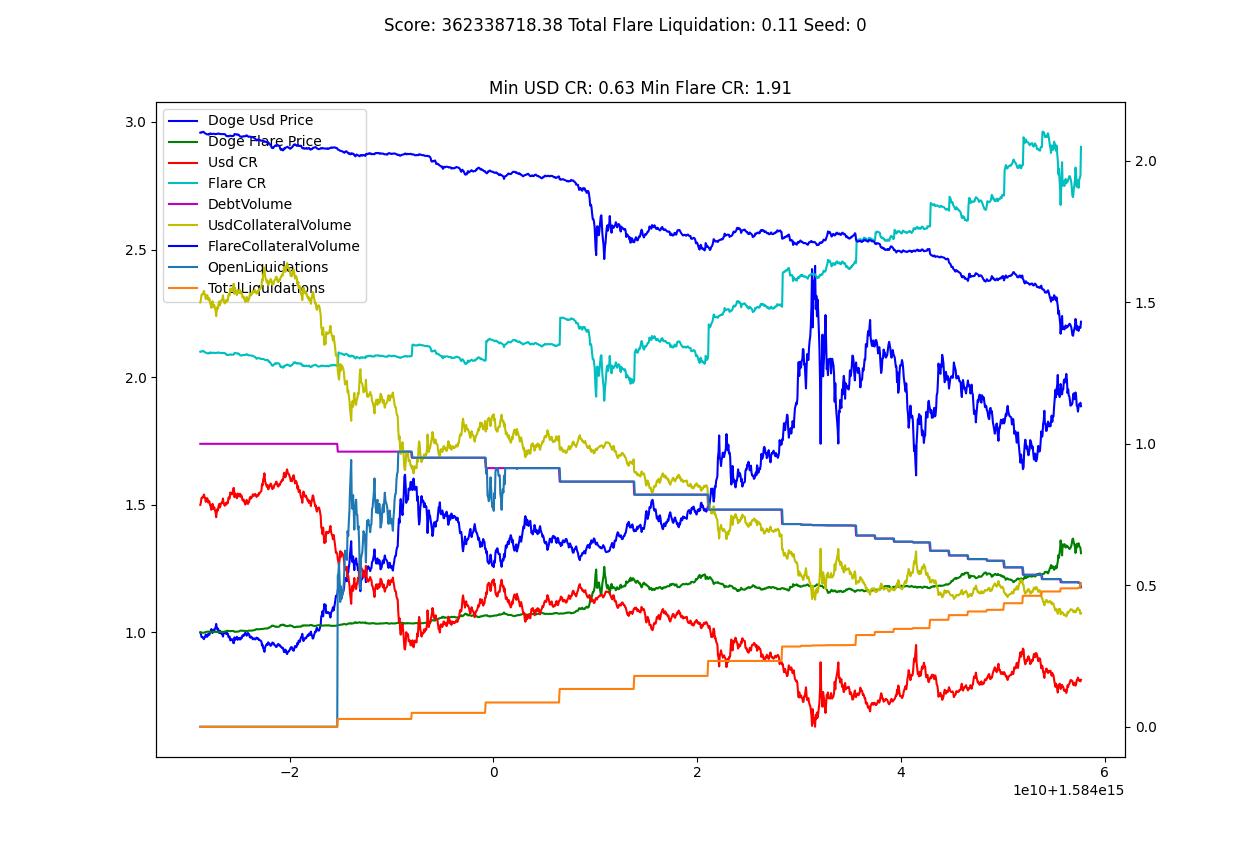 Score: 362338718.38 Total Flare Liquidation: 0.11 Seed: 0
Min USD CR: 0.63 Min Flare CR: 1.91
Doge Usd Price
Doge Flare Price
Usd CR
Flare CR
DebtVolume
UsdCollateralVolume
FlareCollateralVolume
OpenLiquidations
TotalLiquidations
3.0
2.5
2.0
1.5
1.0
2.0
1.5
1.0
0.5
0.0
−2
0
2
4
6
1e10+1.584e15